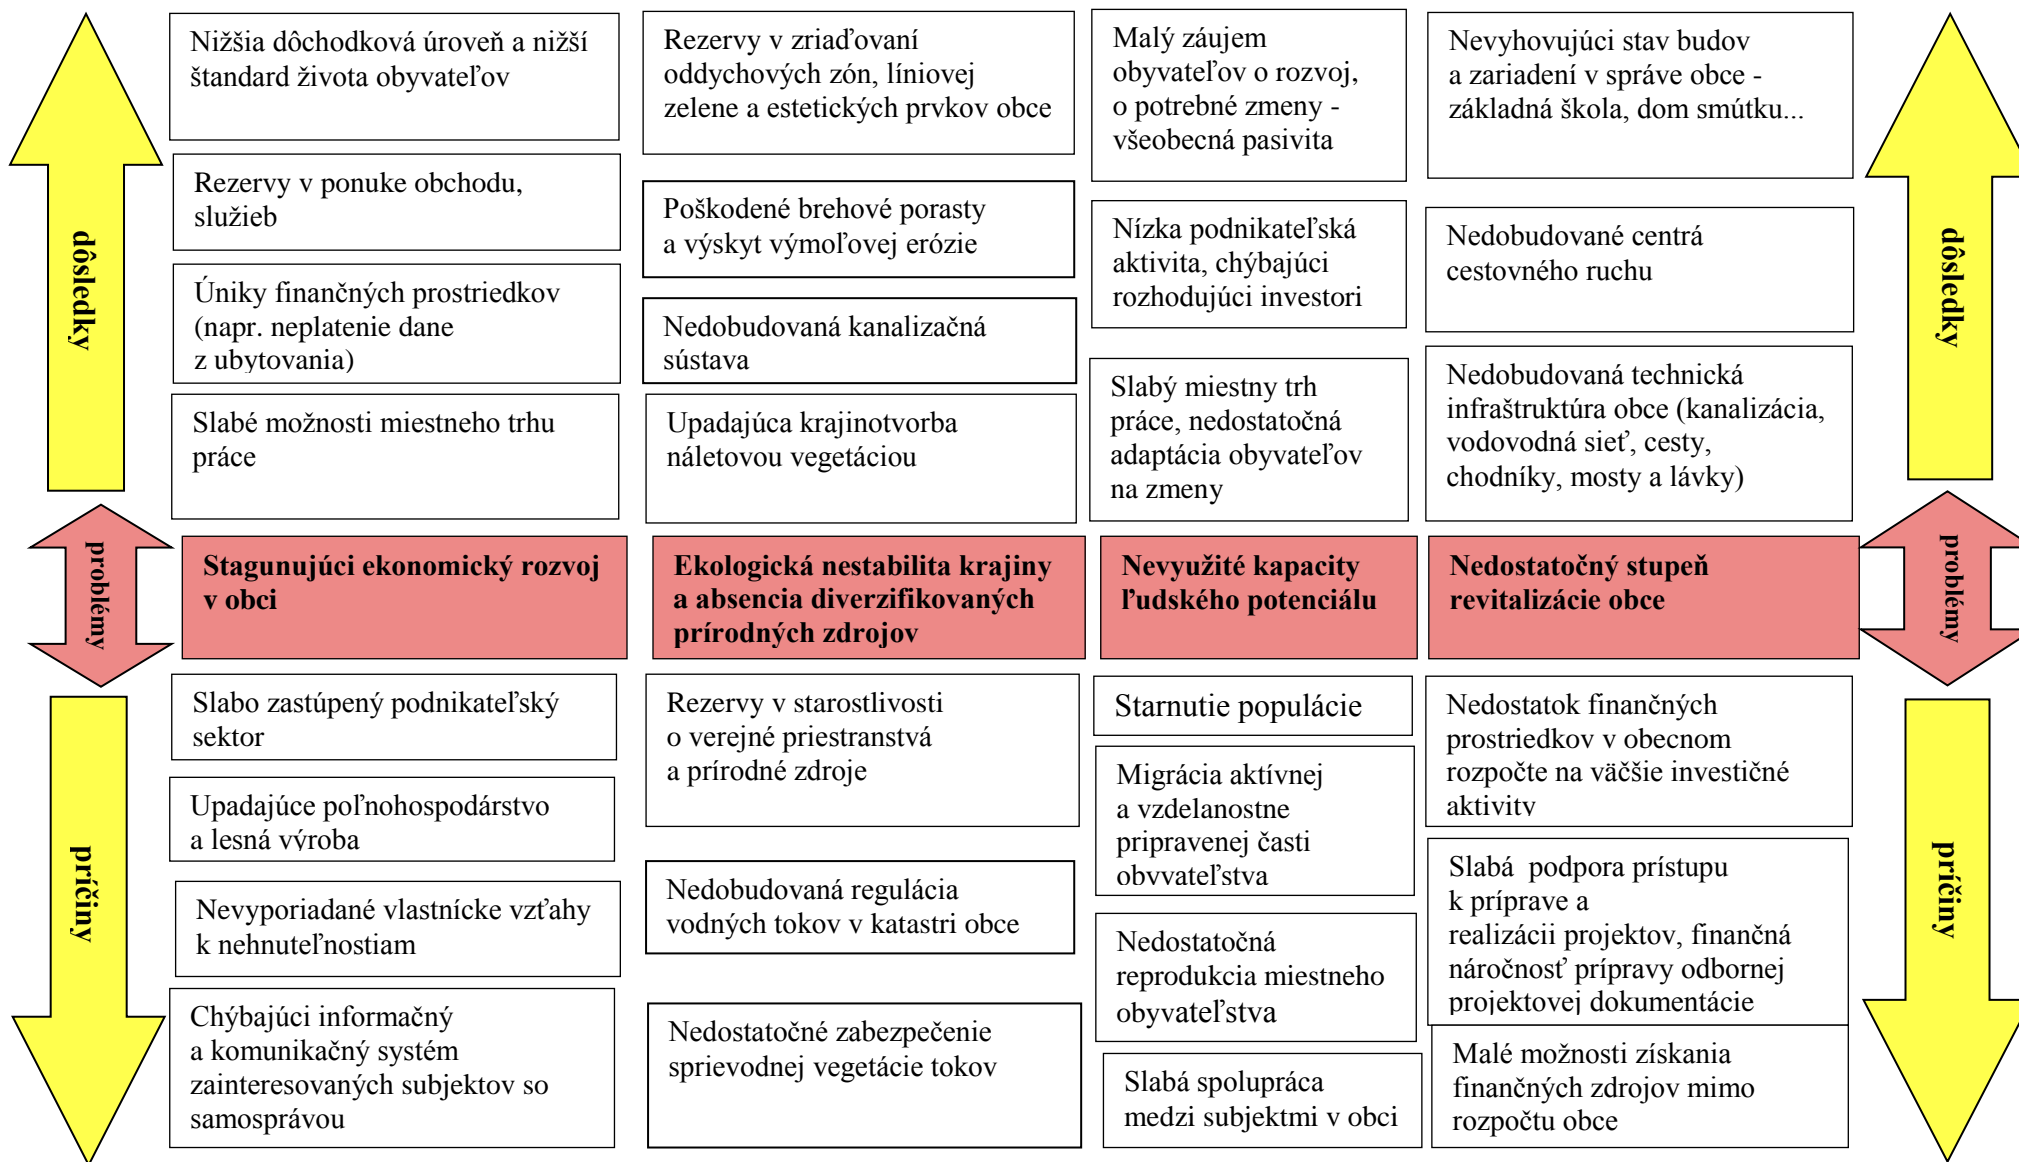 dôsledky
Nižšia dôchodková úroveň a nižší
štandard života obyvateľov
Rezervy v ponuke obchodu,
služieb
Úniky finančných prostriedkov
(napr. neplatenie dane
z ubytovania)
Slabé možnosti miestneho trhu
práce
Rezervy v zriaďovaní
oddychových zón, líniovej
zelene a estetických prvkov obce
Poškodené brehové porasty
a výskyt výmoľovej erózie
Nedobudovaná kanalizačná
sústava
Upadajúca krajinotvorba
náletovou vegetáciou
Malý záujem
obyvateľov o rozvoj,
o potrebné zmeny -
všeobecná pasivita
Nízka podnikateľská
aktivita, chýbajúci
rozhodujúci investori
Slabý miestny trh
práce, nedostatočná
adaptácia obyvateľov
na zmeny
Nevyhovujúci stav budov
a zariadení v správe obce -
základná škola, dom smútku...
Nedobudované centrá
cestovného ruchu
Nedobudovaná technická
infraštruktúra obce (kanalizácia,
vodovodná sieť, cesty,
chodníky, mosty a lávky)
dôsledky
problémy
Stagunujúci ekonomický rozvoj
v obci
Ekologická nestabilita krajiny
a absencia diverzifikovaných
prírodných zdrojov
Nevyužité kapacity
ľudského potenciálu
Nedostatočný stupeň
revitalizácie obce
problémy
príčiny
Slabo zastúpený podnikateľský
sektor
Upadajúce poľnohospodárstvo
a lesná výroba
Nevyporiadané vlastnícke vzťahy
k nehnuteľnostiam
Chýbajúci informačný
a komunikačný systém
zainteresovaných subjektov so
samosprávou
Rezervy v starostlivosti
o verejné priestranstvá
a prírodné zdroje
Nedobudovaná regulácia
vodných tokov v katastri obce
Nedostatočné zabezpečenie
sprievodnej vegetácie tokov
Starnutie populácie
Migrácia aktívnej
a vzdelanostne
pripravenej časti
obyvateľstva
Nedostatočná
reprodukcia miestneho
obyvateľstva
Slabá spolupráca
medzi subjektmi v obci
Nedostatok finančných
prostriedkov v obecnom
rozpočte na väčšie investičné
aktivity
Slabá  podpora prístupu
k príprave a
realizácii projektov, finančná
náročnosť prípravy odbornej
projektovej dokumentácie
Malé možnosti získania
finančných zdrojov mimo
rozpočtu obce
príčiny